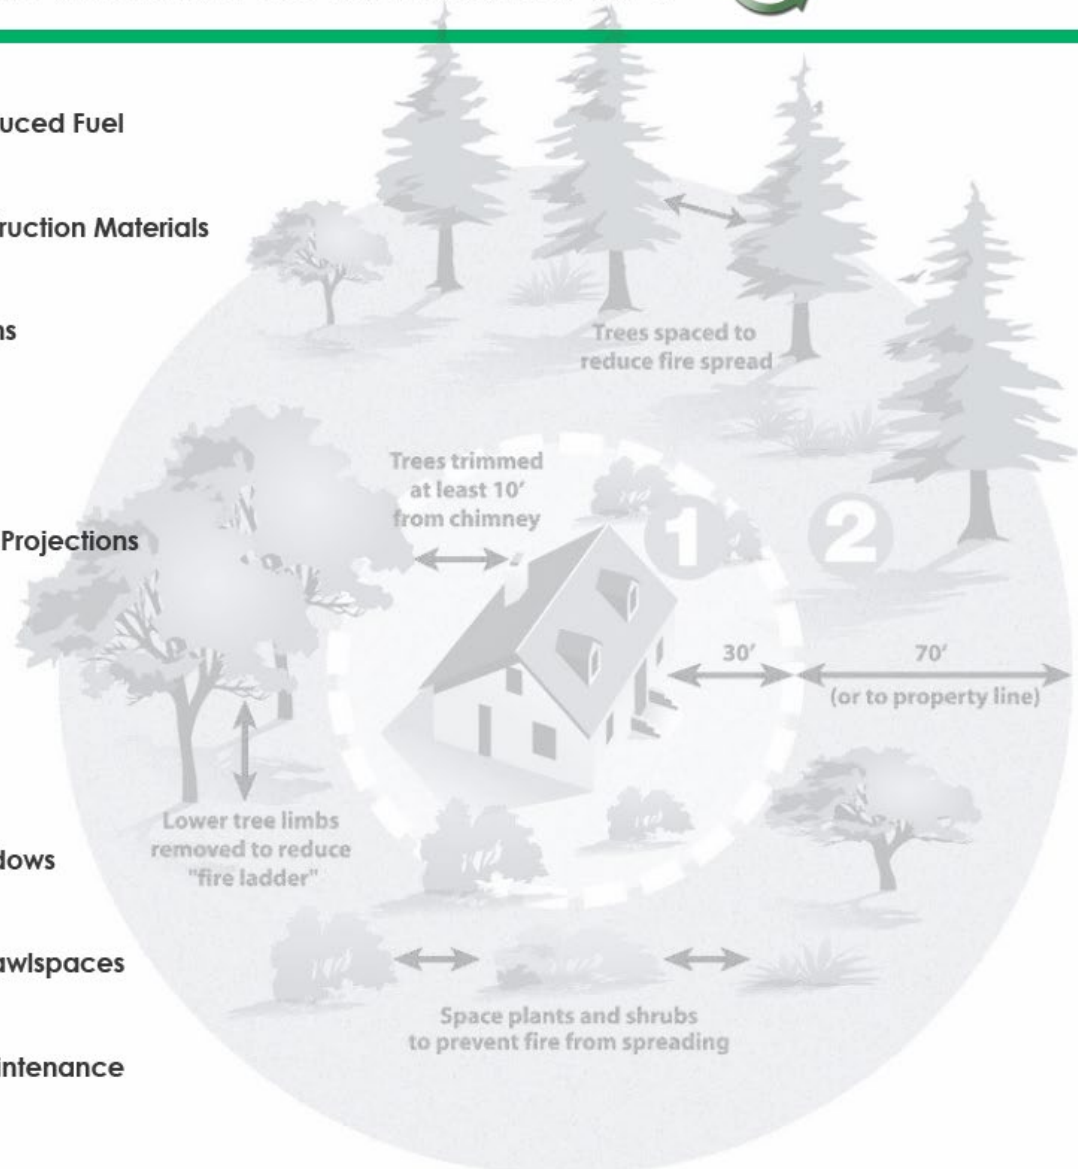 uced Fuel
ruction Materials
ns
Trees spaced to
reduce fire spread
Trees trimmed
at least 10'
from chimney
Projections
1
2
30'
70'
(or to property line)
Lower tree limbs
removed to reduce
"fire ladder"
dows
awlspaces
Space plants and shrubs
to prevent fire from spreading
intenance